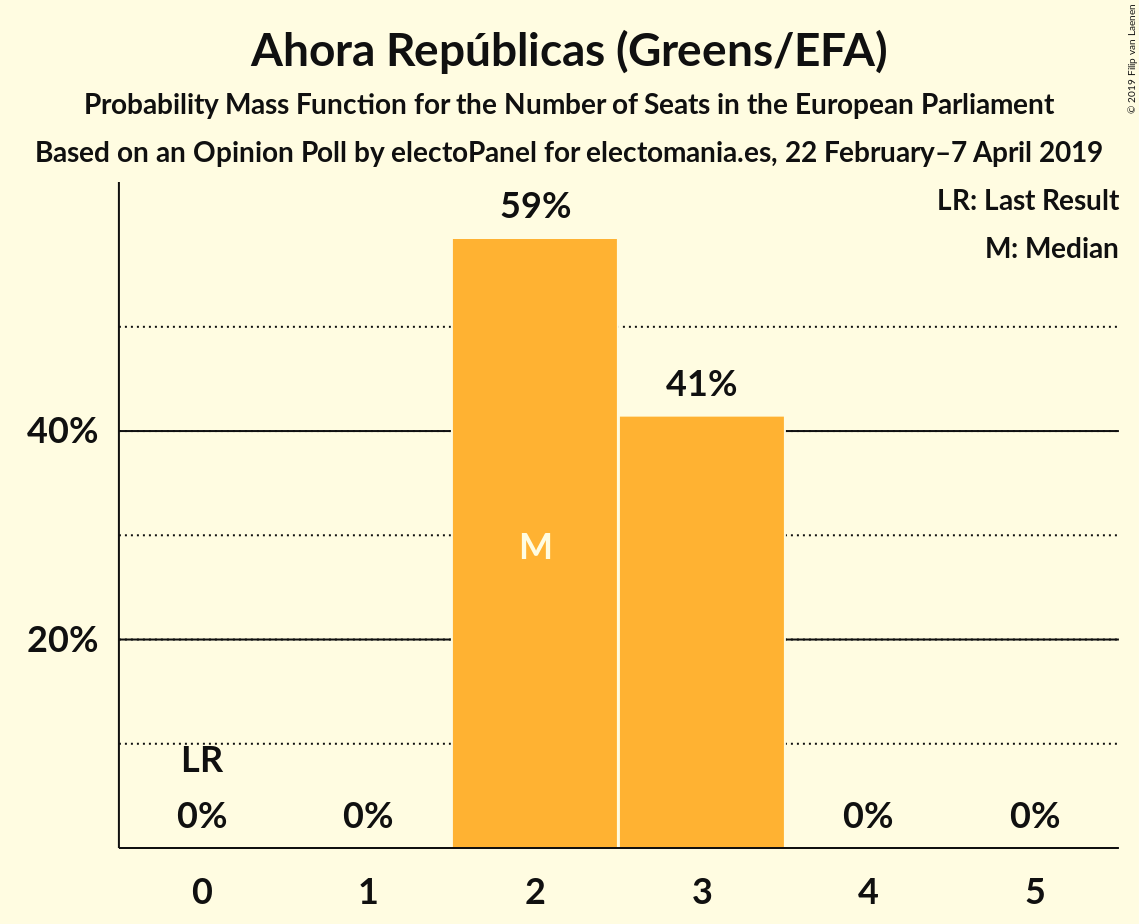 Ahora Repúblicas (Greens/EFA)
Probability Mass Function for the Number of Seats in the European Parliament
Based on an Opinion Poll by electoPanel for electomania.es, 22 February–7 April 2019
© 2019 Filip van Laenen
LR: Last Result
M: Median
59%
41%
40%
M
20%
LR
0% 0% 0% 0%
0 1 2 3 4 5